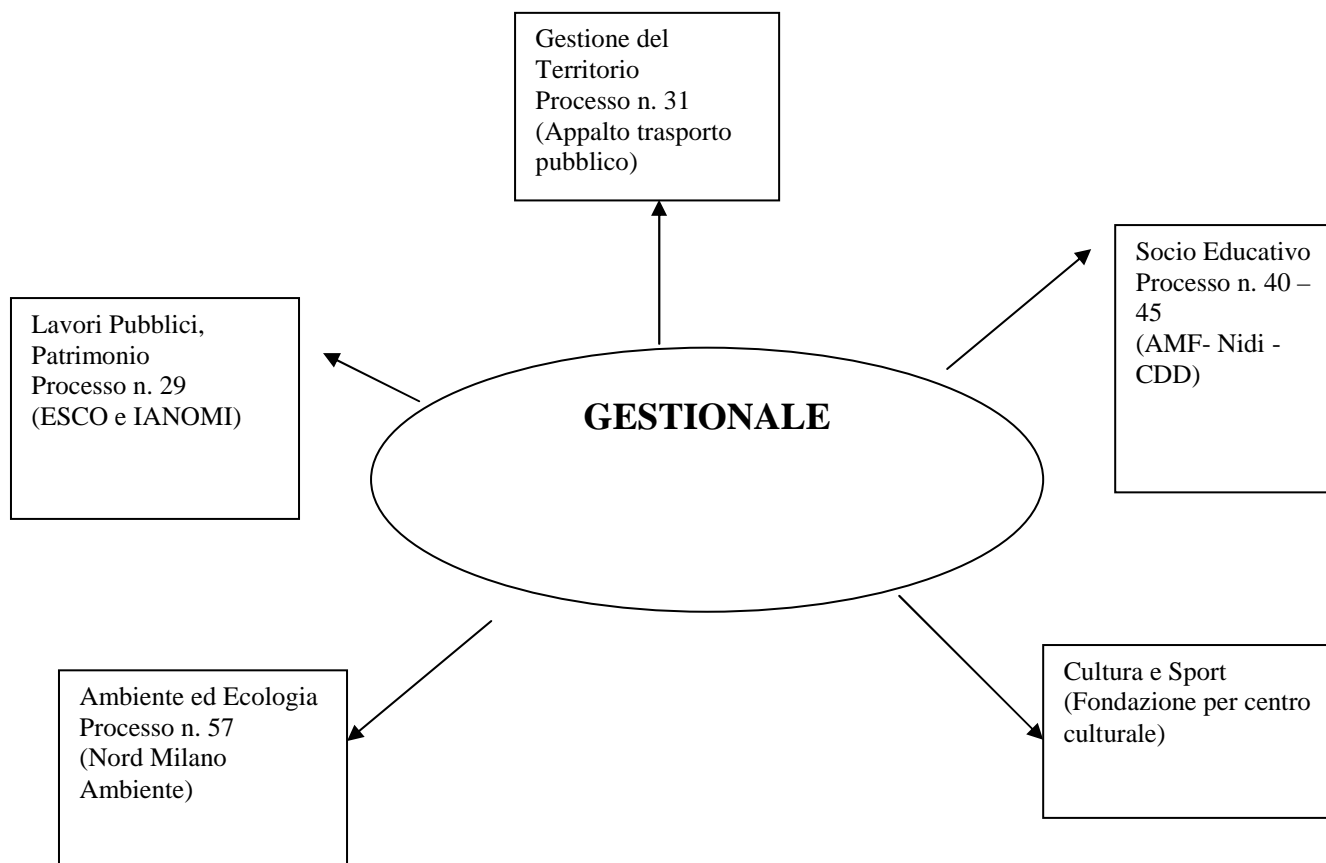 Gestione del
Territorio
Processo n. 31
(Appalto trasporto
pubblico)
Socio Educativo
Processo n. 40 –
45
(AMF- Nidi -
CDD)
Lavori Pubblici,
Patrimonio
Processo n. 29
(ESCO e IANOMI)
GESTIONALE
Ambiente ed Ecologia
Processo n. 57
(Nord Milano
Ambiente)
Cultura e Sport
(Fondazione per centro
culturale)